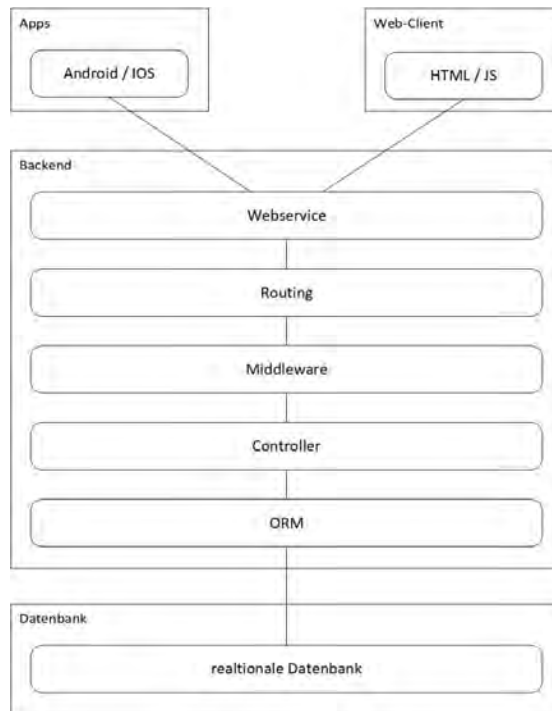 Apps
Web-Client
Android / IOS
HTML / JS
Backend
Webservice
Routing
Middleware
Controller
ORM
Datenbank
realtionale Datenbank